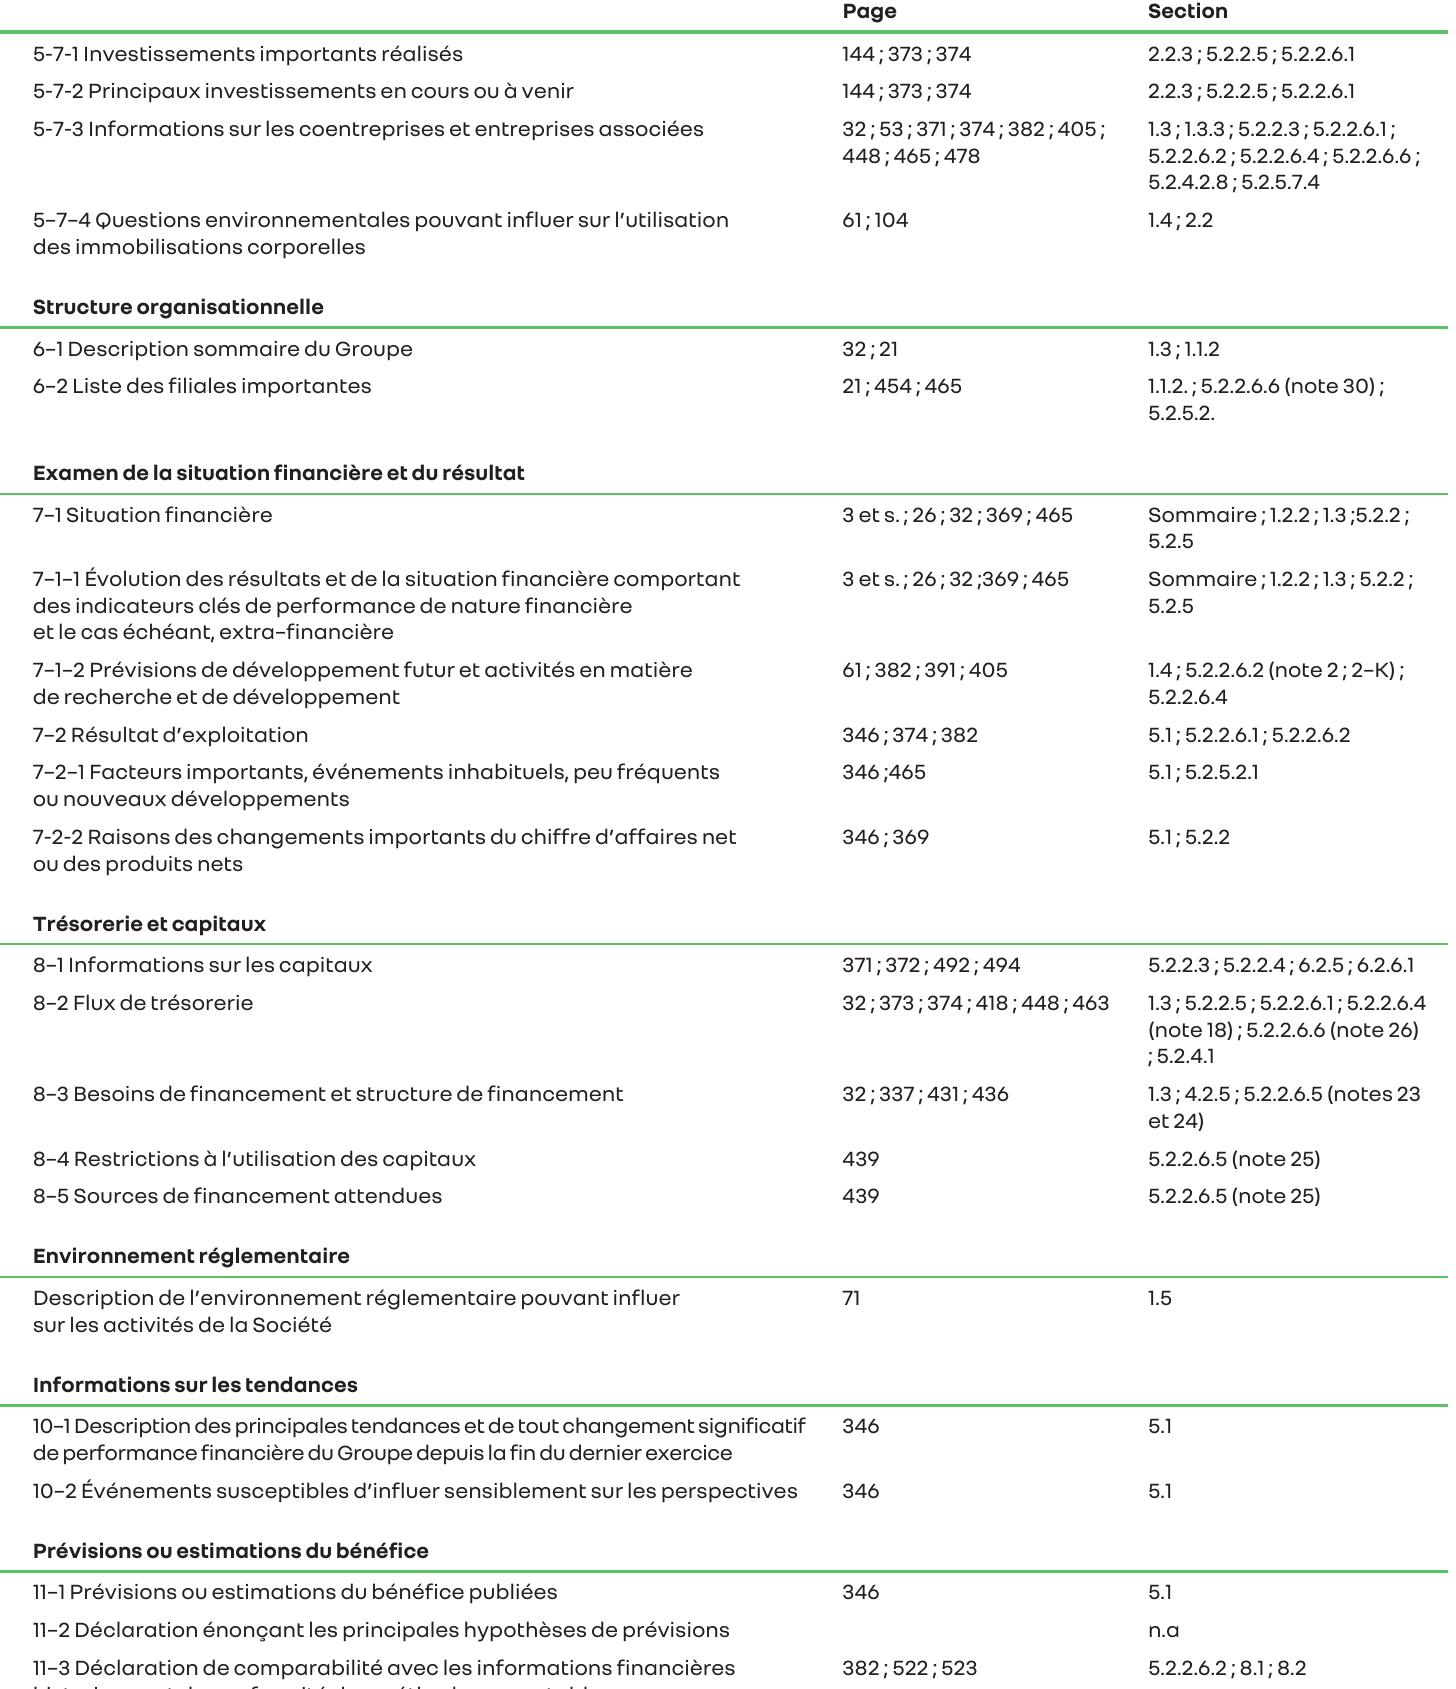 Page Section
5-7-1 Investissements importants réalisés 144 ; 373 ; 374 2.2.3 ; 5.2.2.5 ; 5.2.2.6.1
5-7-2 Principaux investissements en cours ou à venir 144 ; 373 ; 374 2.2.3 ; 5.2.2.5 ; 5.2.2.6.1
5-7-3 Informations sur les coentreprises et entreprises associées 32 ; 53 ; 371 ; 374 ; 382 ; 405 ; 1.3 ; 1.3.3 ; 5.2.2.3 ; 5.2.2.6.1 ;
448 ; 465 ; 478 5.2.2.6.2 ; 5.2.2.6.4 ; 5.2.2.6.6 ;
5.2.4.2.8 ; 5.2.5.7.4
5–7–4 Questions environnementales pouvant influer sur l’utilisation 61 ; 104 1.4 ; 2.2
des immobilisations corporelles
Structure organisationnelle
6–1 Description sommaire du Groupe 32 ; 21 1.3 ; 1.1.2
6–2 Liste des filiales importantes 21 ; 454 ; 465 1.1.2. ; 5.2.2.6.6 (note 30) ;
5.2.5.2.
Examen de la situation financière et du résultat
7–1 Situation financière 3 et s. ; 26 ; 32 ; 369 ; 465 Sommaire ; 1.2.2 ; 1.3 ;5.2.2 ;
5.2.5
7–1–1 Évolution des résultats et de la situation financière comportant 3 et s. ; 26 ; 32 ;369 ; 465 Sommaire ; 1.2.2 ; 1.3 ; 5.2.2 ;
des indicateurs clés de performance de nature financière 5.2.5
et le cas échéant, extra–financière
7–1–2 Prévisions de développement futur et activités en matière 61 ; 382 ; 391 ; 405 1.4 ; 5.2.2.6.2 (note 2 ; 2–K) ;
de recherche et de développement 5.2.2.6.4
7–2 Résultat d’exploitation 346 ; 374 ; 382 5.1 ; 5.2.2.6.1 ; 5.2.2.6.2
7–2–1 Facteurs importants, événements inhabituels, peu fréquents 346 ;465 5.1 ; 5.2.5.2.1
ou nouveaux développements
7-2-2 Raisons des changements importants du chiffre d’affaires net 346 ; 369 5.1 ; 5.2.2
ou des produits nets
Trésorerie et capitaux
8–1 Informations sur les capitaux 371 ; 372 ; 492 ; 494 5.2.2.3 ; 5.2.2.4 ; 6.2.5 ; 6.2.6.1
8–2 Flux de trésorerie 32 ; 373 ; 374 ; 418 ; 448 ; 463 1.3 ; 5.2.2.5 ; 5.2.2.6.1 ; 5.2.2.6.4
(note 18) ; 5.2.2.6.6 (note 26)
; 5.2.4.1
8–3 Besoins de financement et structure de financement 32 ; 337 ; 431 ; 436 1.3 ; 4.2.5 ; 5.2.2.6.5 (notes 23
et 24)
8–4 Restrictions à l’utilisation des capitaux 439 5.2.2.6.5 (note 25)
8–5 Sources de financement attendues 439 5.2.2.6.5 (note 25)
Environnement réglementaire
Description de l’environnement réglementaire pouvant influer 71 1.5
sur les activités de la Société
Informations sur les tendances
10–1 Description des principales tendances et de tout changement significatif 346 5.1
de performance financière du Groupe depuis la fin du dernier exercice
10–2 Événements susceptibles d’influer sensiblement sur les perspectives 346 5.1
Prévisions ou estimations du bénéfice
11–1 Prévisions ou estimations du bénéfice publiées 346 5.1
11–2 Déclaration énonçant les principales hypothèses de prévisions n.a
11–3 Déclaration de comparabilité avec les informations financières 382 ; 522 ; 523 5.2.2.6.2 ; 8.1 ; 8.2